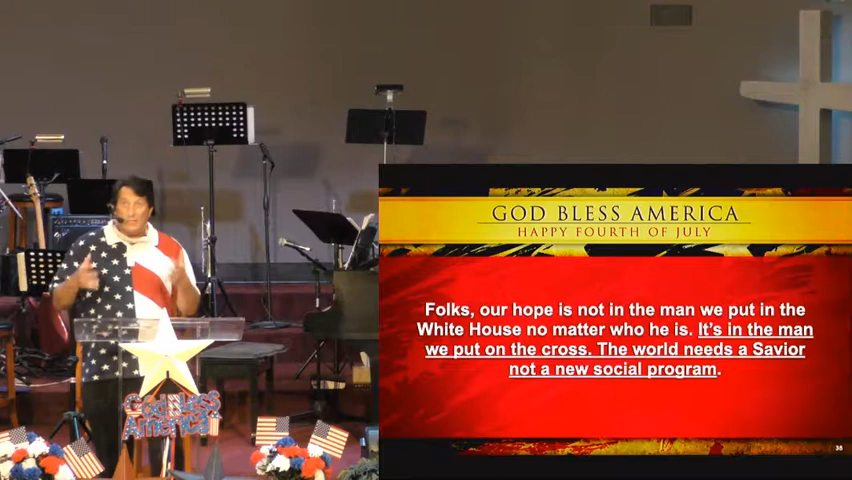 GOD BLESS AMERICA
HAPPY FOURTH OF JULY
Folks, our hope is not in the man we put in the
White House no matter who he is. It's in the man
we put on the cross. The world needs a Savior
not a new social program.
38
God Bless
America